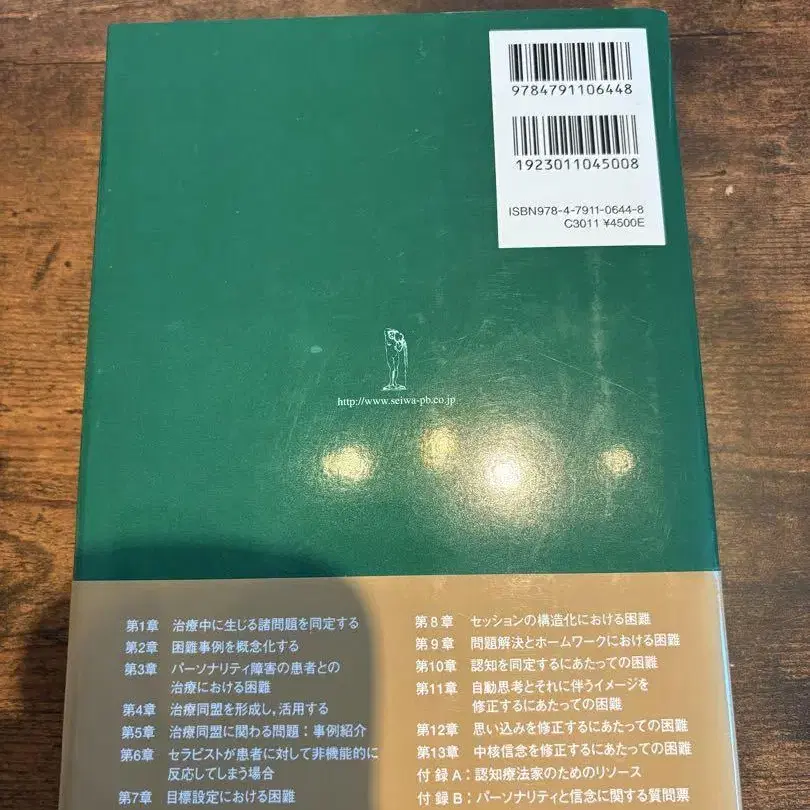 9784791106448
1923011045008
ISBN978-4-7911-0644-8
C3011 ¥4500E
http://www.seiwa-pb.co.jp
第1章 治療中に生じる諸問題を同定する
第2章 困難事例を概念化する
第3章 パーソナリティ障害の患者との
治療における困難
第4章 治療同盟を形成し,活用する
第5章 治療同盟に関わる問題:事例紹介
第6章 セラピストが患者に対して非機能的に
反応してしまう場合
第7章 目標設定における困難
第8章 セッションの構造化における困難
第9章 問題解決とホームワークにおける困難
第10章 認知を同定するにあたっての困難
第11章 自動思考とそれに伴うイメージを
修正するにあたっての困難
第12章 思い込みを修正するにあたっての困難
第13章 中核信念を修正するにあたっての困難
付録A:認知療法家のためのリソース
付録B:パーソナリティと信念に関する質問票